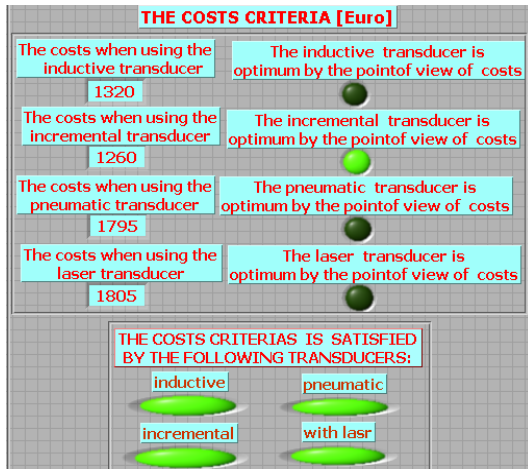 THE COSTS CRITERIA [Euro]
The costs when using the
inductive transducer
1320
The inductive transducer is
optimum by the pointof view of costs
The costs when using the
incremental transducer
1260
The incremental transducer is
optimum by the pointof view of costs
The costs when using the
pneumatic transducer
1795
The pneumatic transducer is
optimum by the pointof view of costs
The costs when using the
laser transducer
1805
The laser transducer is
optimum by the pointof view of costs
THE COSTS CRITERIAS IS SATISFIED
BY THE FOLLOWING TRANSDUCERS:
inductive
pneumatic
incremental
with lasr